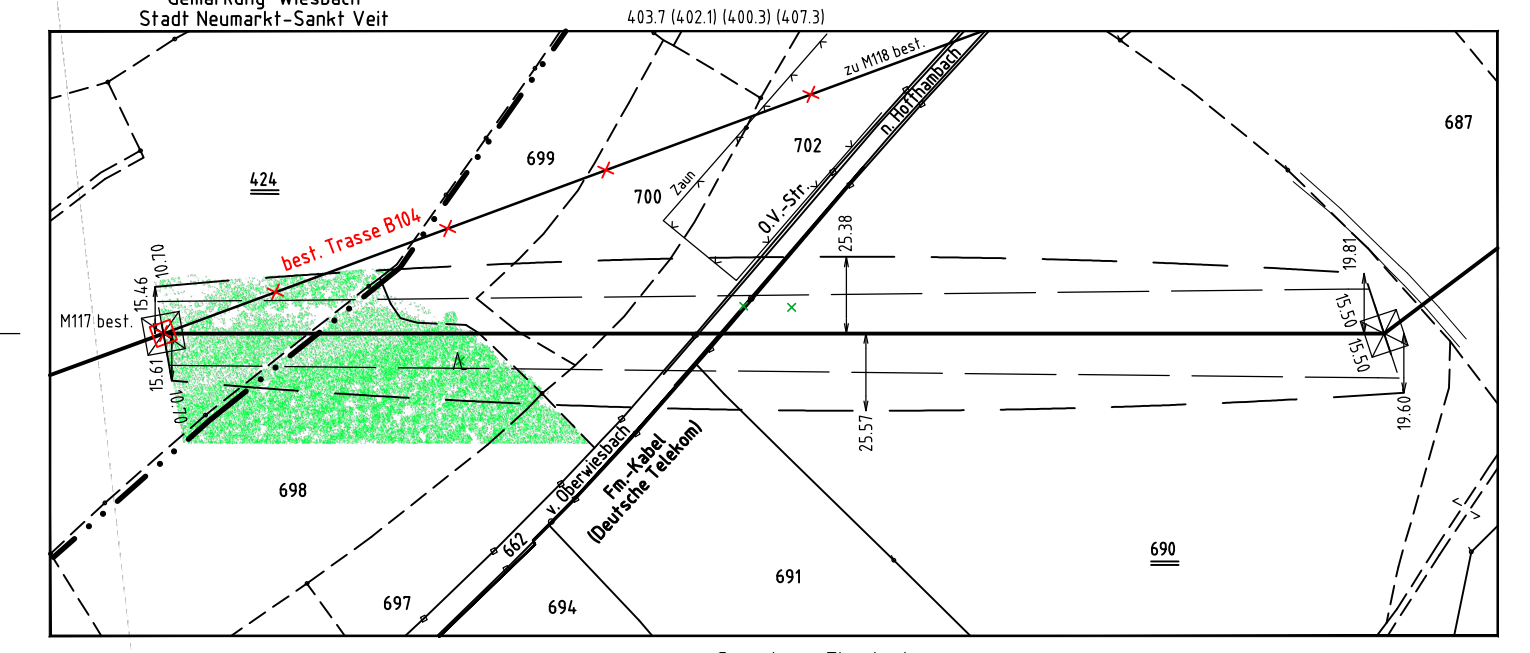 Stadt Neumarkt-Sankt Veit
403.7 (402.1) (400.3) (407.3)
zu M118 best.
n. Hoffhambach
687
702
699
424
Zaun
700
O.V.-Str.
best. Trasse B104
25.38
19.81
10.70
15.46
M117 best.
15.50
15.50
15.61
10.70
19.60
25.57
v. Oberwiesbach
Fm.-Kabel
(Deutsche Telekom)
698
662
690
691
697
694